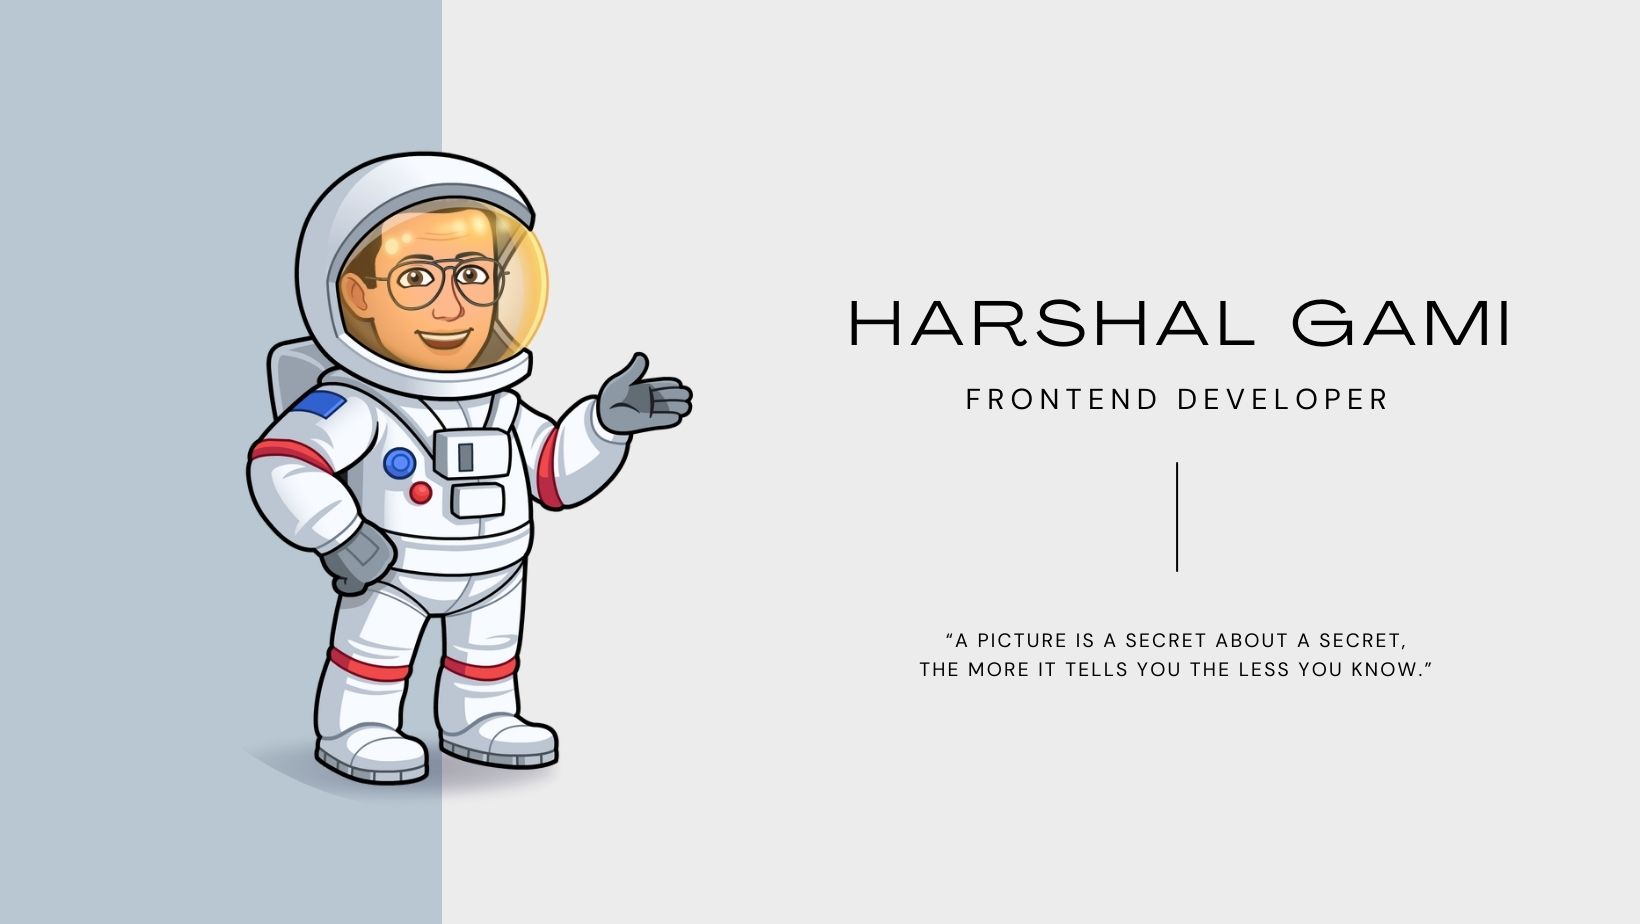 HARSHAL GAMI
FRONTEND DEVELOPER
“A PICTURE IS A SECRET ABOUT A SECRET,
THE MORE IT TELLS YOU THE LESS YOU KNOW.”